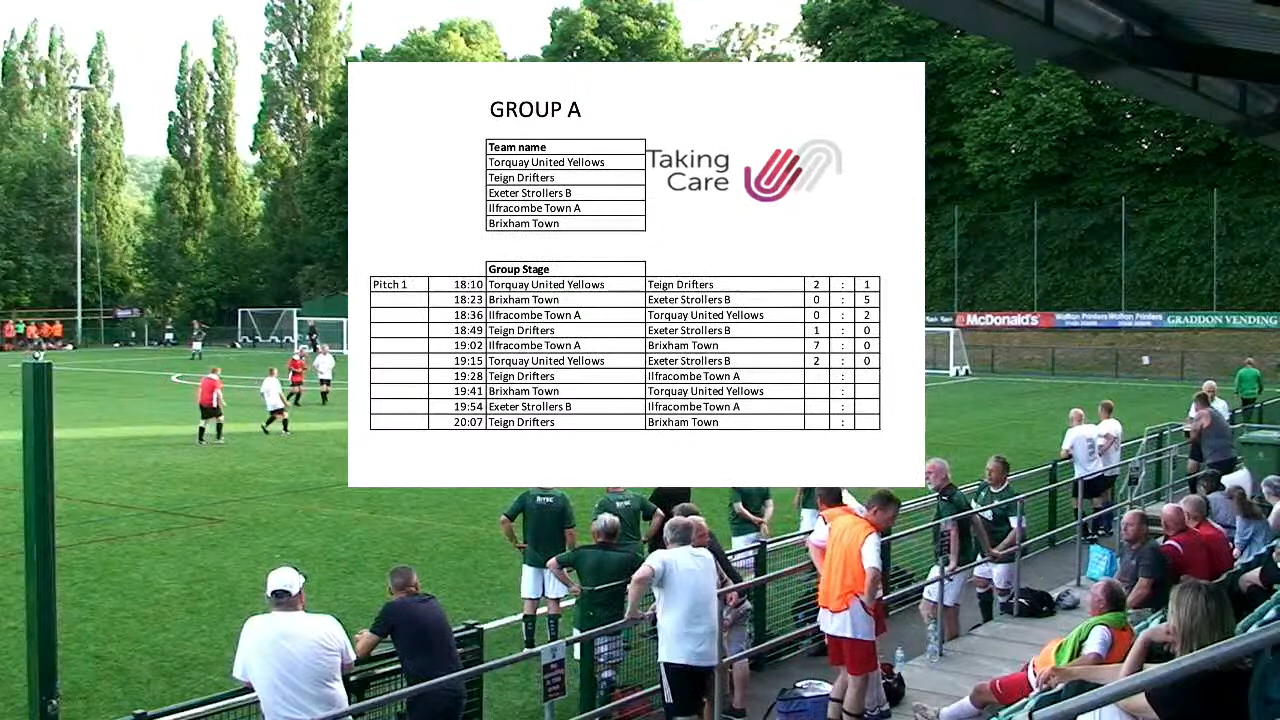 GROUP A
Team name
Torquay United Yellows
Teign Drifters
Exeter Strollers B
Ilfracombe Town A
Brixham Town
Taking
Care
Group Stage
Pitch 1 18:10 Torquay United Yellows Teign Drifters 2 : 1
18:23 Brixham Town Exeter Strollers B 0 : 5
18:36 Ilfracombe Town A Torquay United Yellows 0 : 2
18:49 Teign Drifters Exeter Strollers B 1 : 0
19:02 Ilfracombe Town A Brixham Town 7 : 0
19:15 Torquay United Yellows Exeter Strollers B 2 : 0
19:28 Teign Drifters Ilfracombe Town A :
19:41 Brixham Town Torquay United Yellows :
19:54 Exeter Strollers B Ilfracombe Town A :
20:07 Teign Drifters Brixham Town :
McDonald's Wotton Printers Wotton Printers GRADDON VENDING